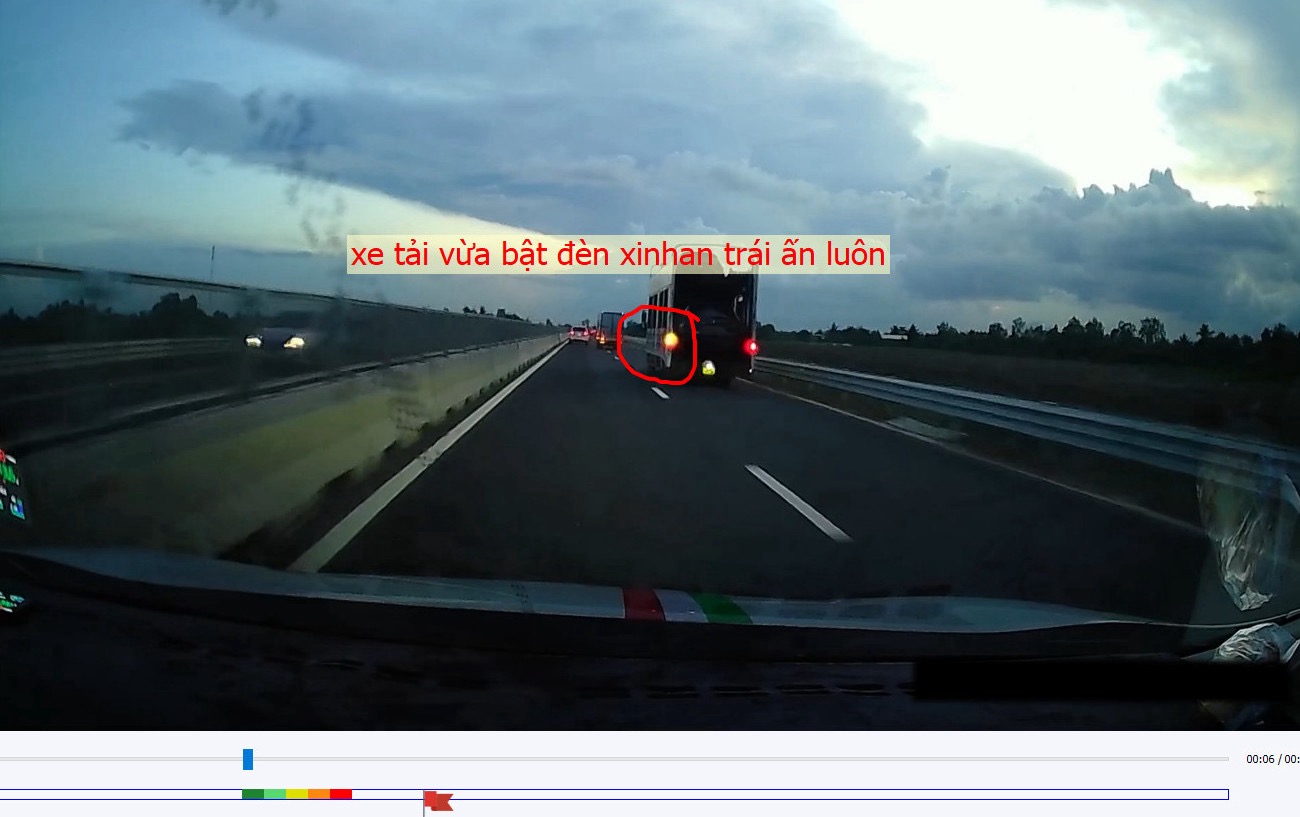 xe tải vừa bật đèn xinhan trái ấn luôn
00:06 / 00: